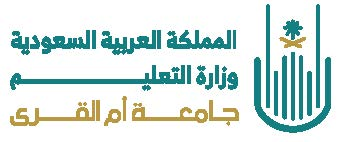 المملكة العربية السعودية
وزارة التعليم
جامعة أم القرى